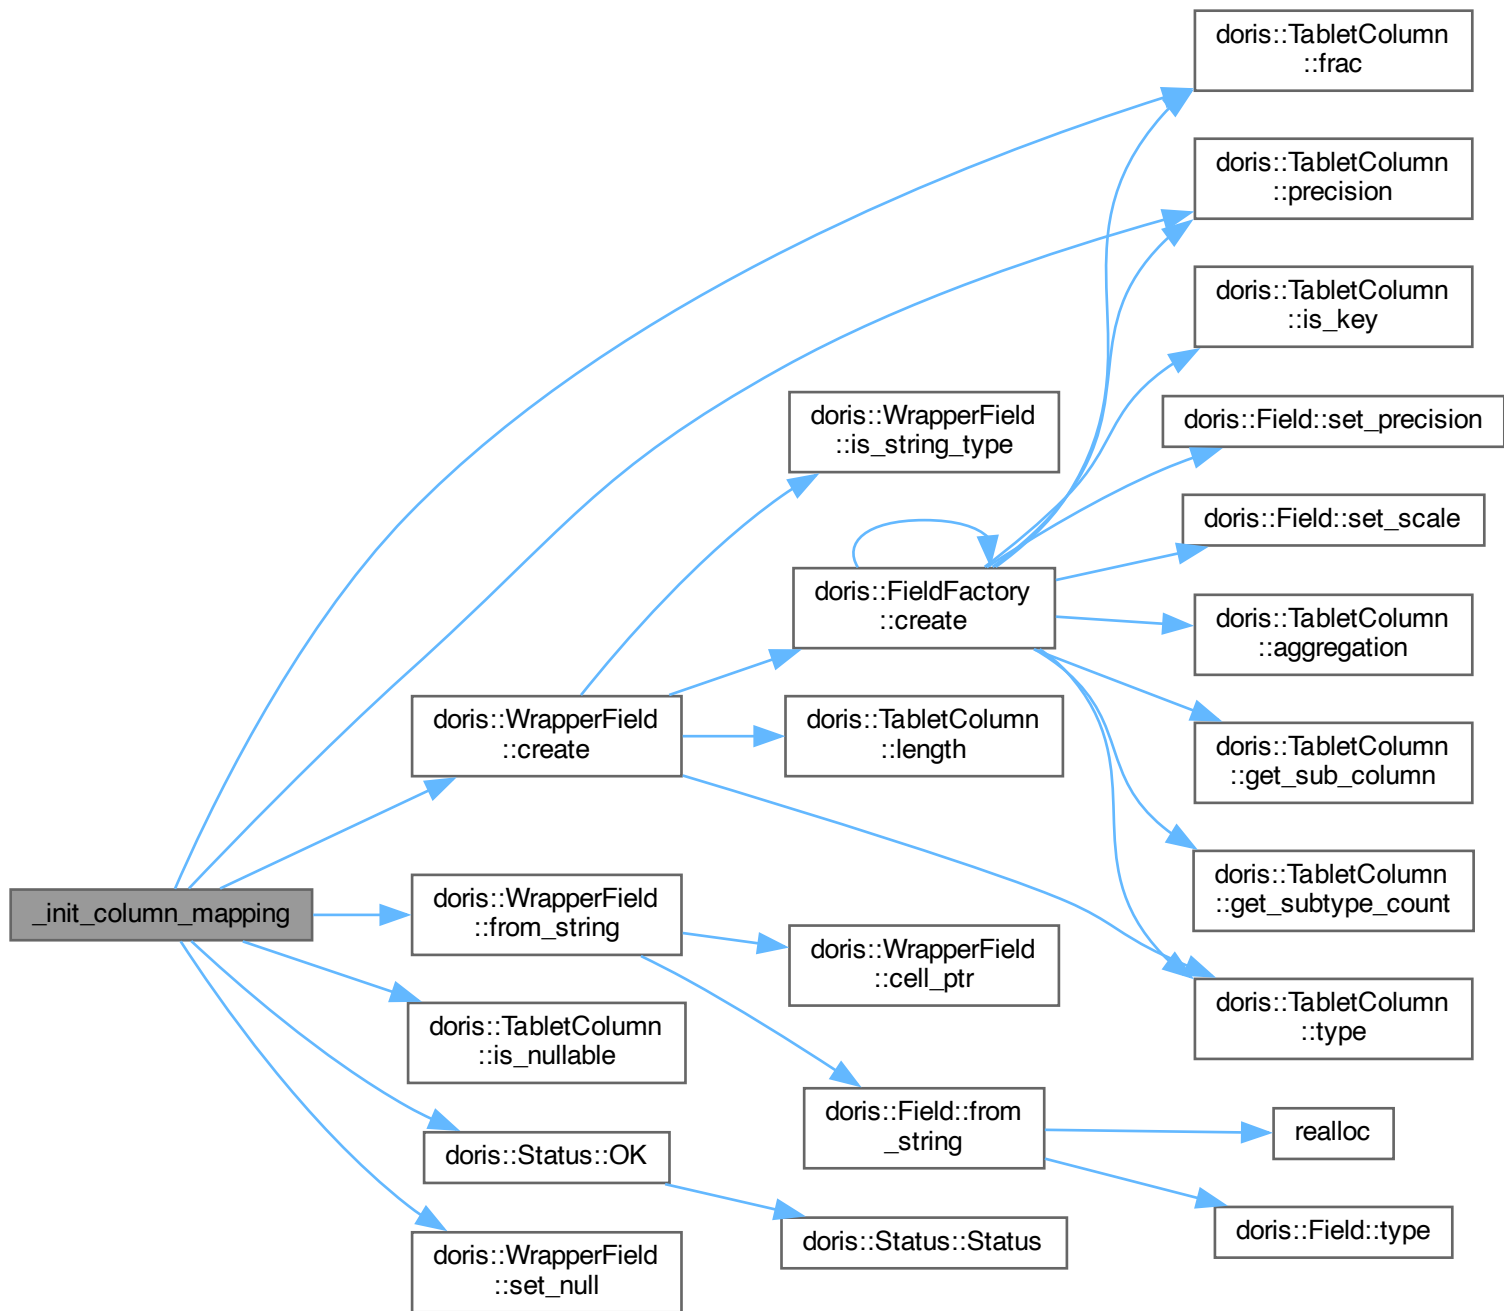 doris::TabletColumn
::frac
doris::TabletColumn
::precision
doris::TabletColumn
::is_key
doris::WrapperField
::is_string_type
doris::Field::set_precision
doris::Field::set_scale
doris::FieldFactory
::create
doris::TabletColumn
::aggregation
doris::WrapperField
::create
doris::TabletColumn
::length
doris::TabletColumn
::get_sub_column
doris::TabletColumn
::get_subtype_count
_init_column_mapping
doris::WrapperField
::from_string
doris::WrapperField
::cell_ptr
doris::TabletColumn
::type
doris::TabletColumn
::is_nullable
doris::Field::from
_string
realloc
doris::Status::OK
doris::Field::type
doris::Status::Status
doris::WrapperField
::set_null